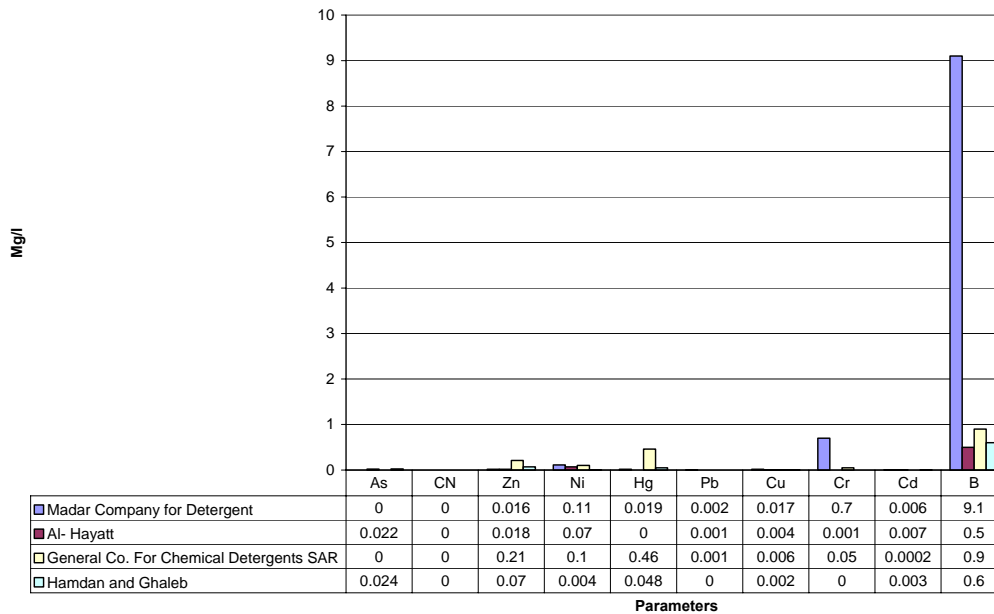 10
9
8
7
6
5
4
3
2
1
0
Mg/l
As CN Zn Ni Hg Pb Cu Cr Cd B
Madar Company for Detergent 0 0 0.016 0.11 0.019 0.002 0.017 0.7 0.006 9.1
Al- Hayatt 0.022 0 0.018 0.07 0 0.001 0.004 0.001 0.007 0.5
General Co. For Chemical Detergents SAR 0 0 0.21 0.1 0.46 0.001 0.006 0.05 0.0002 0.9
Hamdan and Ghaleb 0.024 0 0.07 0.004 0.048 0 0.002 0 0.003 0.6
Parameters